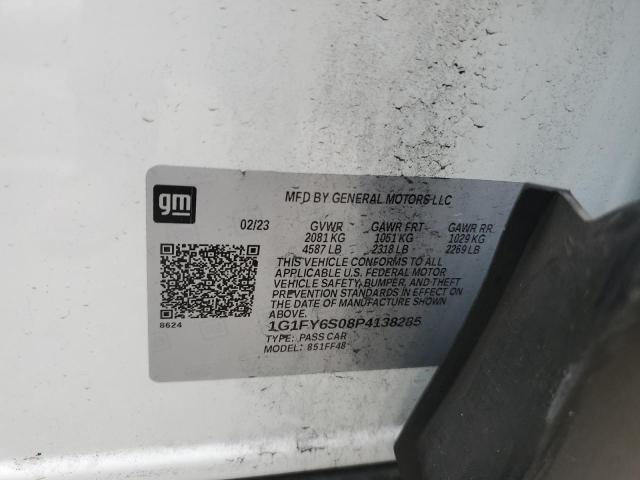 gm
MFD BY GENERAL MOTORS LLC
02/23 GVWR GAWR FRT GAWR RR
2081 KG 1051 KG 1029 KG
4587 LB 2318 LB 2269 LB
THIS VEHICLE CONFORMS TO ALL
APPLICABLE U.S. FEDERAL MOTOR
VEHICLE SAFETY, BUMPER, AND THEFT
PREVENTION STANDARDS IN EFFECT ON
THE DATE OF MANUFACTURE SHOWN
ABOVE.
8624
1G1FY6S08P4138285
TYPE: PASS CAR
MODEL: 851FF48